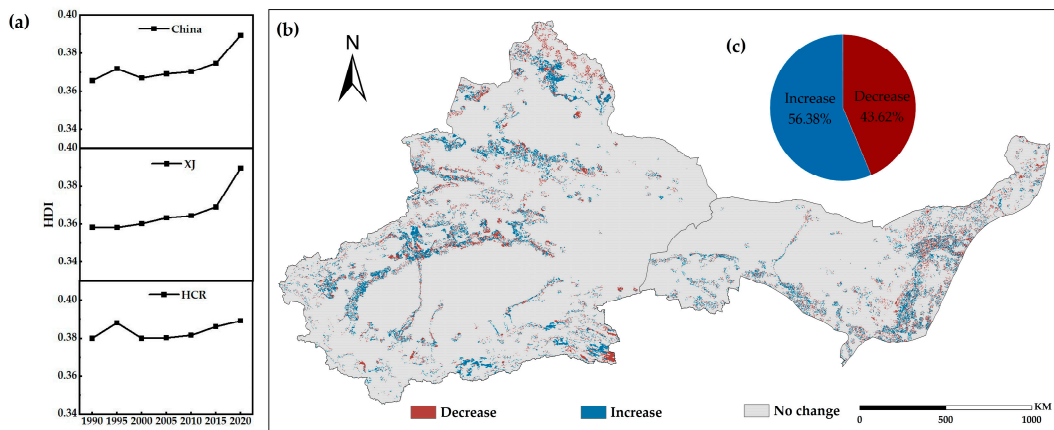 (a)
HDI
0.40
China
0.38
0.36
0.34
0.40
XJ
0.38
0.36
0.34
0.40
HCR
0.38
0.36
0.34
1990 1995 2000 2005 2010 2015 2020
(b)
N
(c)
Increase
56.38%
Decrease
43.62%
Decrease
Increase
No change
KM
0 500 1000